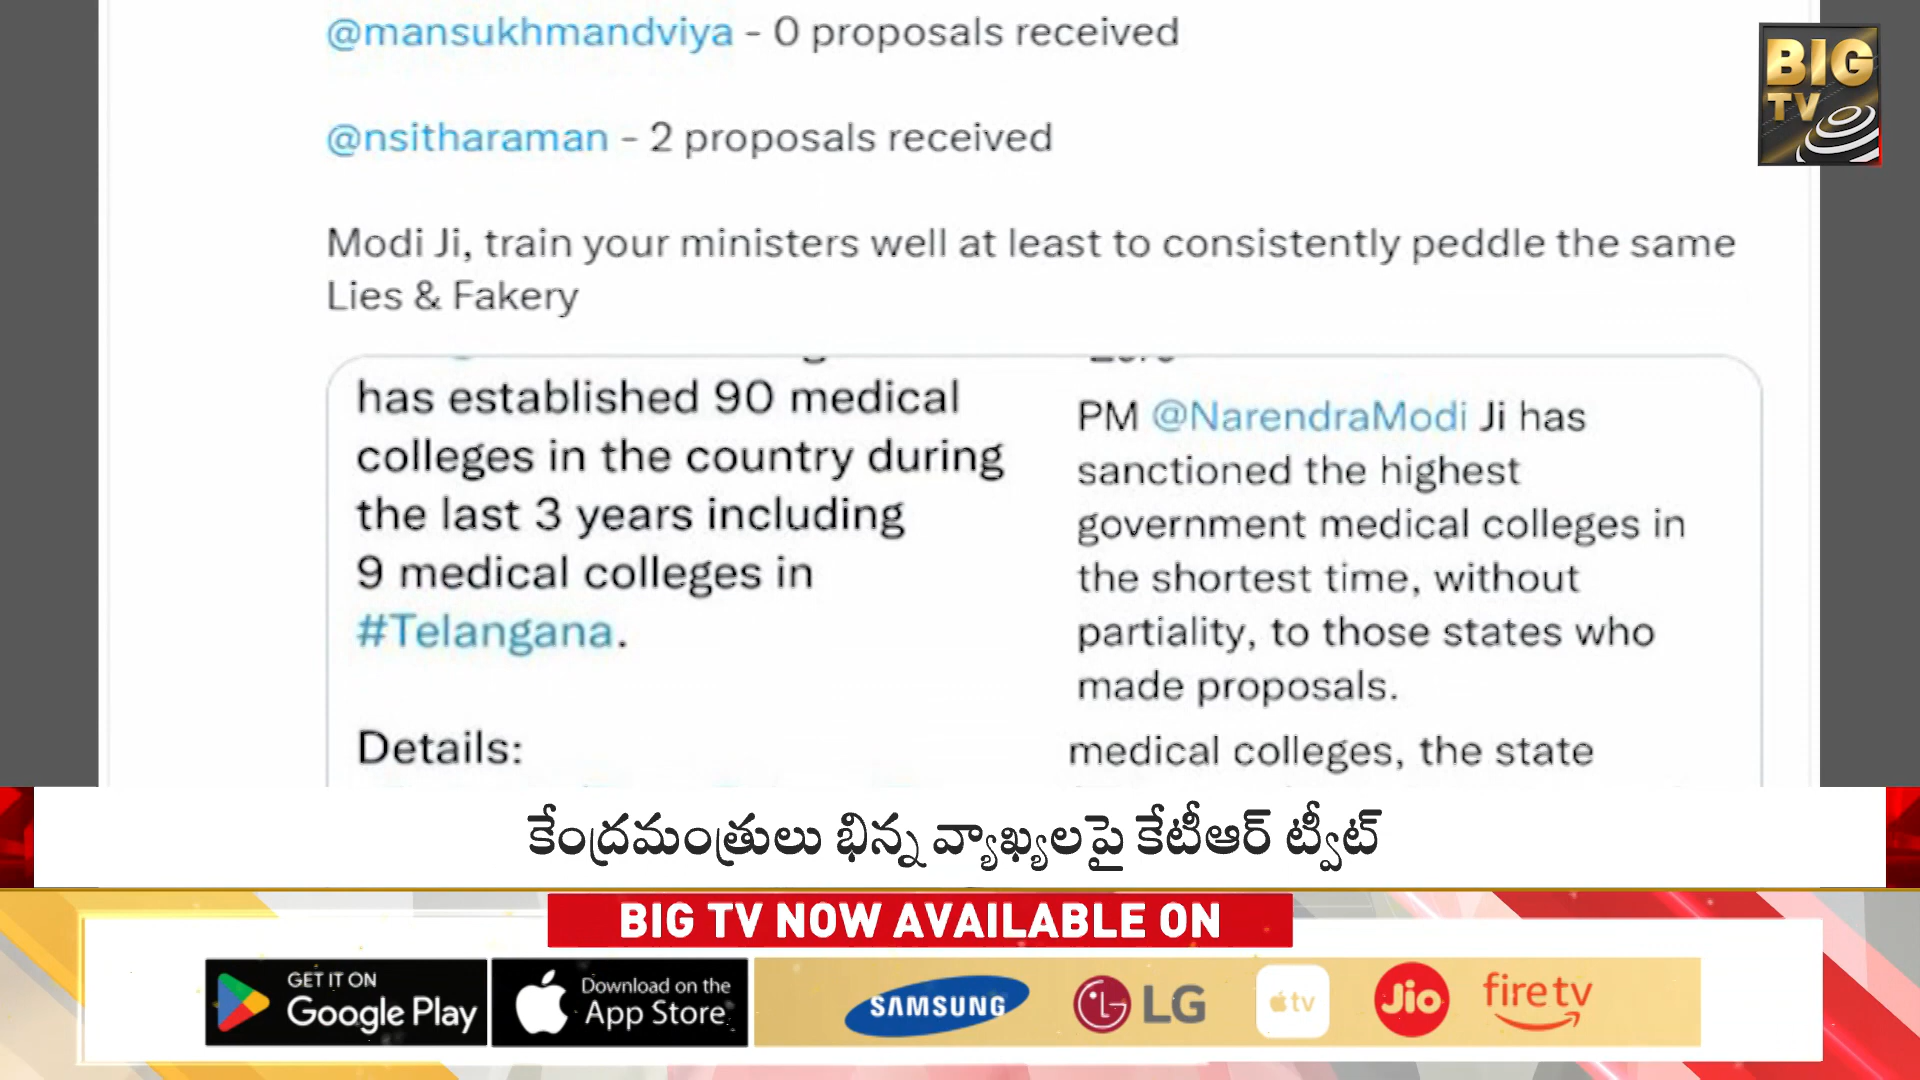 @mansukhmandviya - 0 proposals received
@nsitharaman - 2 proposals received
Modi Ji, train your ministers well at least to consistently peddle the same
Lies & Fakery
has established 90 medical
colleges in the country during
the last 3 years including
9 medical colleges in
#Telangana.
Details:
PM @NarendraModi Ji has
sanctioned the highest
government medical colleges in
the shortest time, without
partiality, to those states who
made proposals.
medical colleges, the state
BIG
TV
కేంద్రమంత్రులు భిన్న వ్యాఖ్యలపై కేటీఆర్ ట్వీట్
BIG TV NOW AVAILABLE ON
GET IT ON
Google Play
Download on the
App Store
SAMSUNG
LG
tv
Jio
fire tv